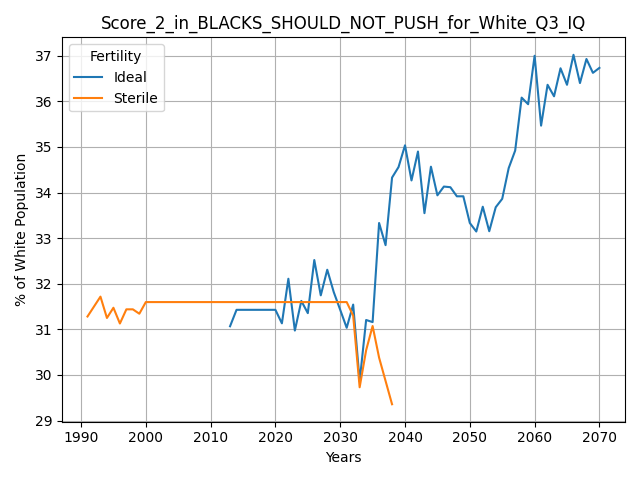 Score_2_in_BLACKS_SHOULD_NOT_PUSH_for_White_Q3_IQ
Fertility
Ideal
Sterile
% of White Population
37
36
35
34
33
32
31
30
29
1990 2000 2010 2020 2030 2040 2050 2060 2070
Years